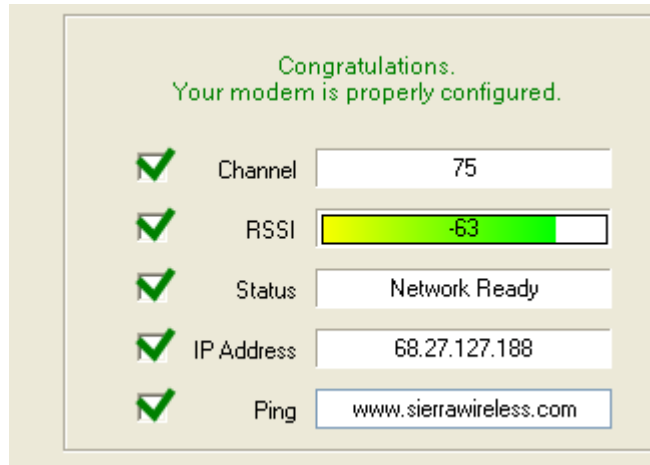 Congratulations.
Your modem is properly configured.
Channel 75
RSSI -63
Status Network Ready
IP Address 68.27.127.188
Ping www.sierrawireless.com